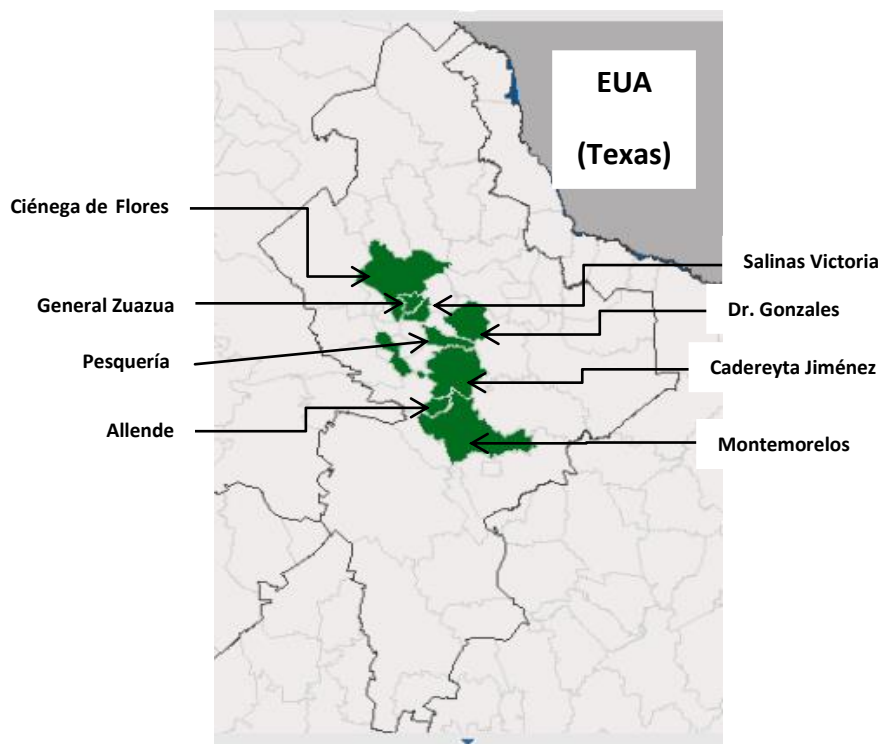 EUA
(Texas)
Ciénega de Flores
Salinas Victoria
General Zuazua
Dr. Gonzales
Pesquería
Cadereyta Jiménez
Allende
Montemorelos